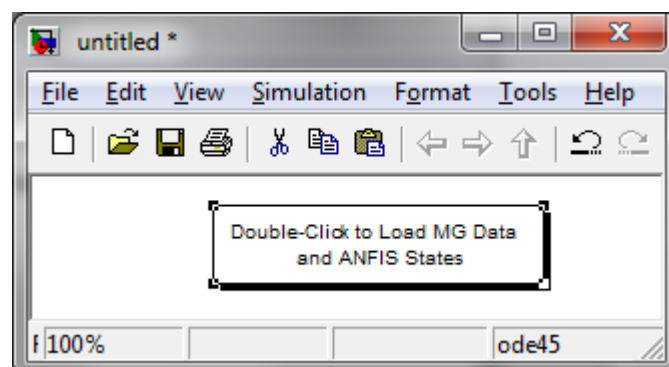 untitled *
File Edit View Simulation Format Tools Help
Double-Click to Load MG Data
and ANFIS States
100% ode45